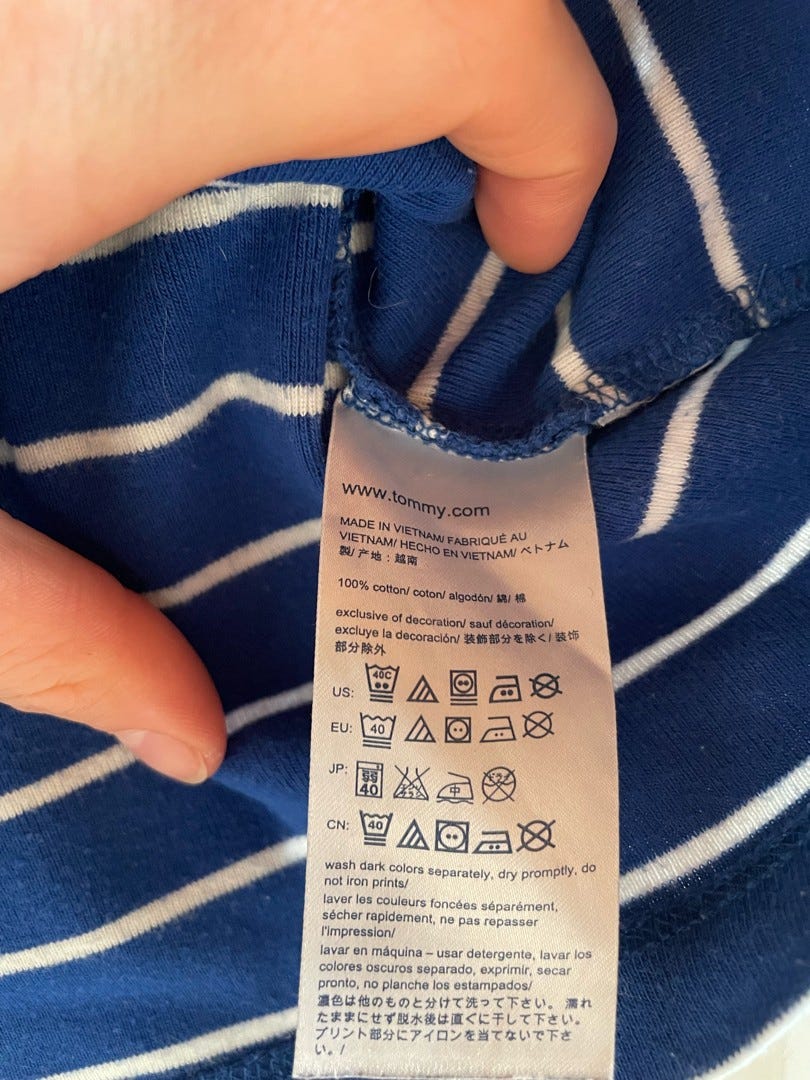 www.tommy.com
MADE IN VIETNAM/ FABRIQUÉ AU
VIETNAM/ HECHO EN VIETNAM/ ベトナム
製/ 产地：越南
100% cotton/ coton/ algodón/ 綿/ 棉
exclusive of decoration/ sauf décoration/
excluye la decoración/ 装飾部分を除く/ 装饰
部分除外
US: 40C
EU: 40
JP: 40 中
CN: 40
wash dark colors separately, dry promptly, do
not iron prints/
laver les couleurs foncées séparément,
sécher rapidement, ne pas repasser
l'impression/
lavar en máquina – usar detergente, lavar los
colores oscuros separado, exprimir, secar
pronto, no planche los estampados/
濃色は他のものと分けて洗って下さい。濡れ
たままにせず脱水後は直ぐに干して下さい。
プリント部分にアイロンを当てないで下さ
い。/